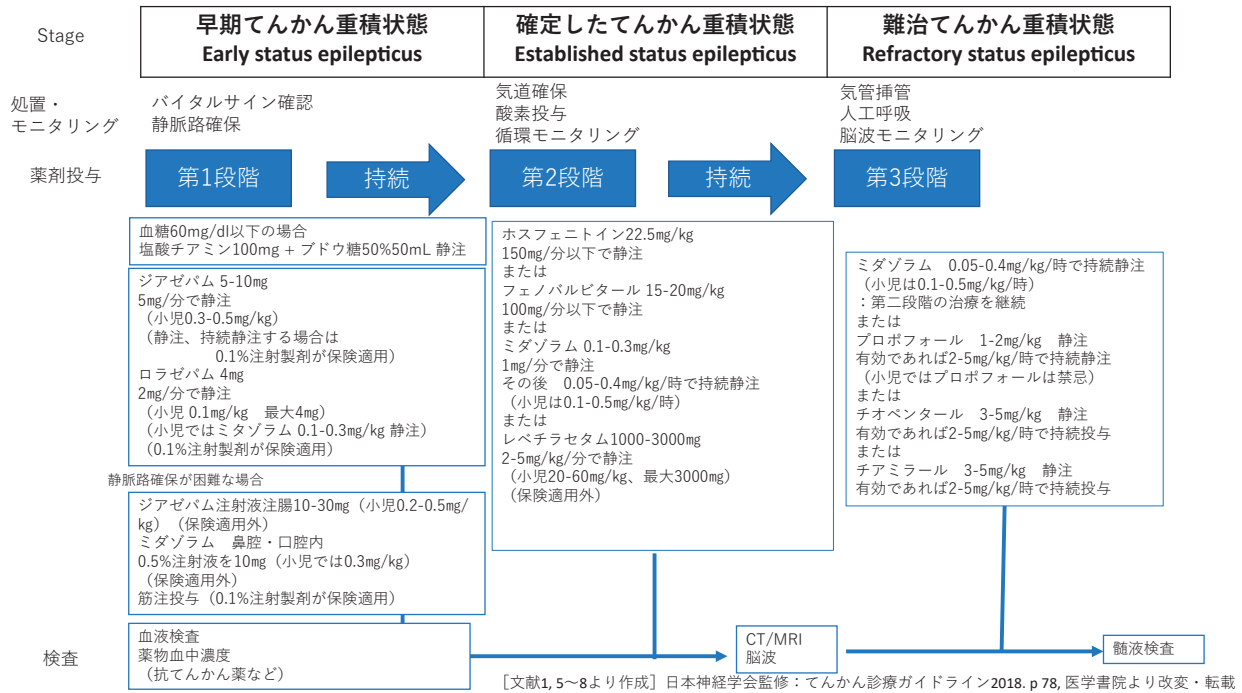 Stage
早期てんかん重積状態
Early status epilepticus
確定したてんかん重積状態
Established status epilepticus
難治てんかん重積状態
Refractory status epilepticus
処置・
モニタリング
バイタルサイン確認
静脈路確保
気道確保
酸素投与
循環モニタリング
気管挿管
人工呼吸
脳波モニタリング
薬剤投与
第1段階
持続
第2段階
持続
第3段階
血糖60mg/dl以下の場合
塩酸チアミン100mg + ブドウ糖50%50mL 静注
ジアゼパム 5-10mg
5mg/分で静注
(小児0.3-0.5mg/kg)
(静注、持続静注する場合は
0.1%注射製剤が保険適用)
ロラゼパム 4mg
2mg/分で静注
(小児 0.1mg/kg 最大4mg)
(小児ではミタゾラム 0.1-0.3mg/kg 静注)
(0.1%注射製剤が保険適用)
静脈路確保が困難な場合
ジアゼパム注射液注腸10-30mg(小児0.2-0.5mg/
kg)(保険適用外)
ミダゾラム 鼻腔・口腔内
0.5%注射液を10mg(小児では0.3mg/kg)
(保険適用外)
筋注投与(0.1%注射製剤が保険適用)
ホスフェニトイン22.5mg/kg
150mg/分以下で静注
または
フェノバルビタール 15-20mg/kg
100mg/分以下で静注
または
ミダゾラム 0.1-0.3mg/kg
1mg/分で静注
その後 0.05-0.4mg/kg/時で持続静注
(小児は0.1-0.5mg/kg/時)
または
レベチラセタム1000-3000mg
2-5mg/kg/分で静注
(小児20-60mg/kg、最大3000mg)
(保険適用外)
ミダゾラム 0.05-0.4mg/kg/時で持続静注
(小児は0.1-0.5mg/kg/時)
:第二段階の治療を継続
または
プロポフォール 1-2mg/kg 静注
有効であれば2-5mg/kg/時で持続静注
(小児ではプロポフォールは禁忌)
または
チオペンタール 3-5mg/kg 静注
有効であれば2-5mg/kg/時で持続投与
または
チアミラール 3-5mg/kg 静注
有効であれば2-5mg/kg/時で持続投与
検査
血液検査
薬物血中濃度
(抗てんかん薬など)
CT/MRI
脳波
髄液検査
[文献1, 5〜8より作成] 日本神経学会監修:てんかん診療ガイドライン2018. p 78, 医学書院より改変・転載